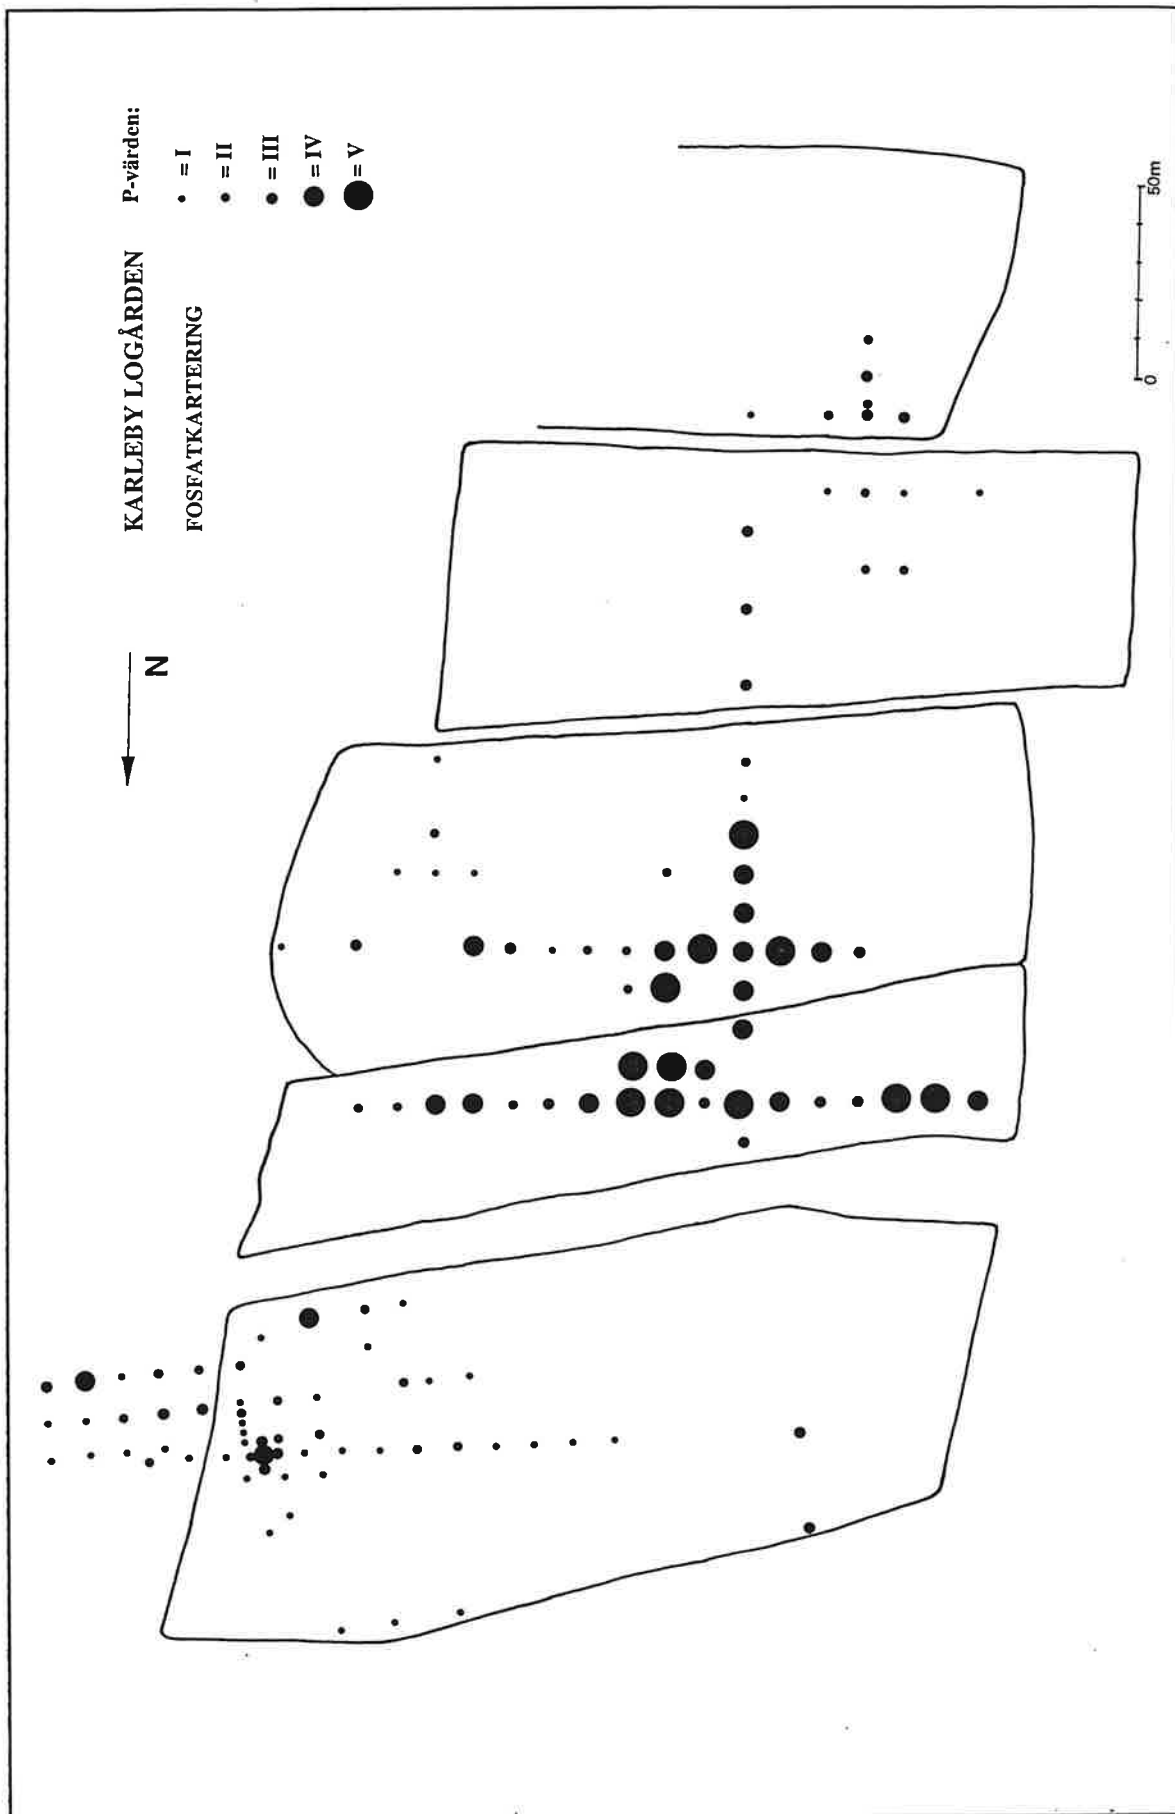 KARLEBY LOGÅRDEN
FOSFATKARTERING
P-värden:
= I
= II
= III
= IV
= V
N
0 50m